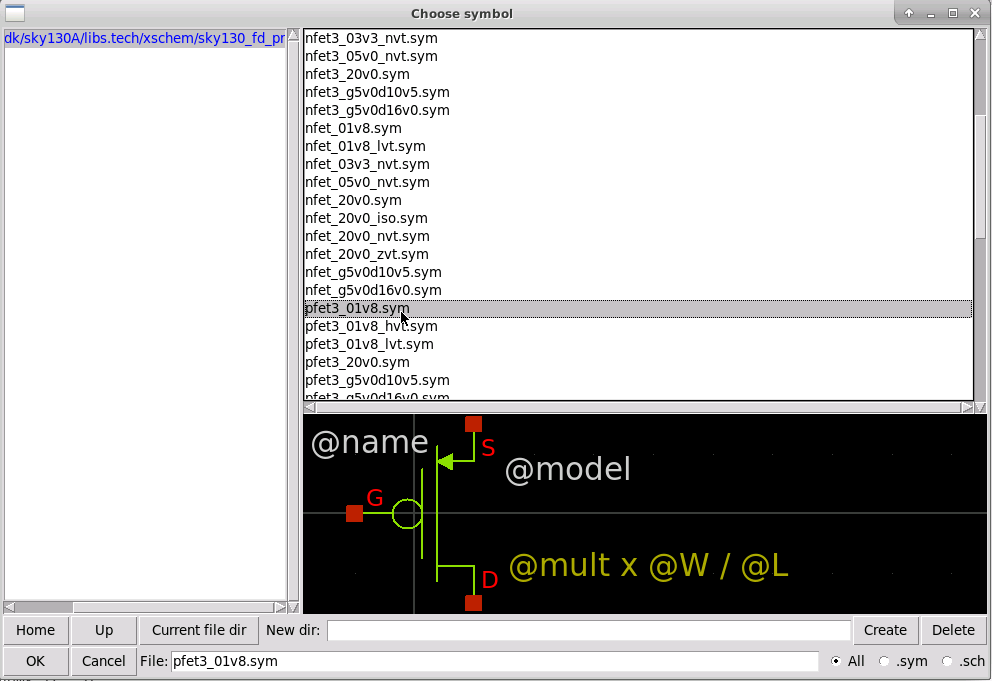 Choose symbol
dk/sky130A/libs.tech/xschem/sky130_fd_pr
nfet3_03v3_nvt.sym
nfet3_05v0_nvt.sym
nfet3_20v0.sym
nfet3_g5v0d10v5.sym
nfet3_g5v0d16v0.sym
nfet_01v8.sym
nfet_01v8_lvt.sym
nfet_03v3_nvt.sym
nfet_05v0_nvt.sym
nfet_20v0.sym
nfet_20v0_iso.sym
nfet_20v0_nvt.sym
nfet_20v0_zvt.sym
nfet_g5v0d10v5.sym
nfet_g5v0d16v0.sym
pfet3_01v8.sym
pfet3_01v8_hvt.sym
pfet3_01v8_lvt.sym
pfet3_20v0.sym
pfet3_g5v0d10v5.sym
pfet3_g5v0d16v0.sym
@name
S
@model
G
@mult x @W / @L
D
Home Up Current file dir New dir: Create Delete
OK Cancel File: pfet3_01v8.sym All .sym .sch